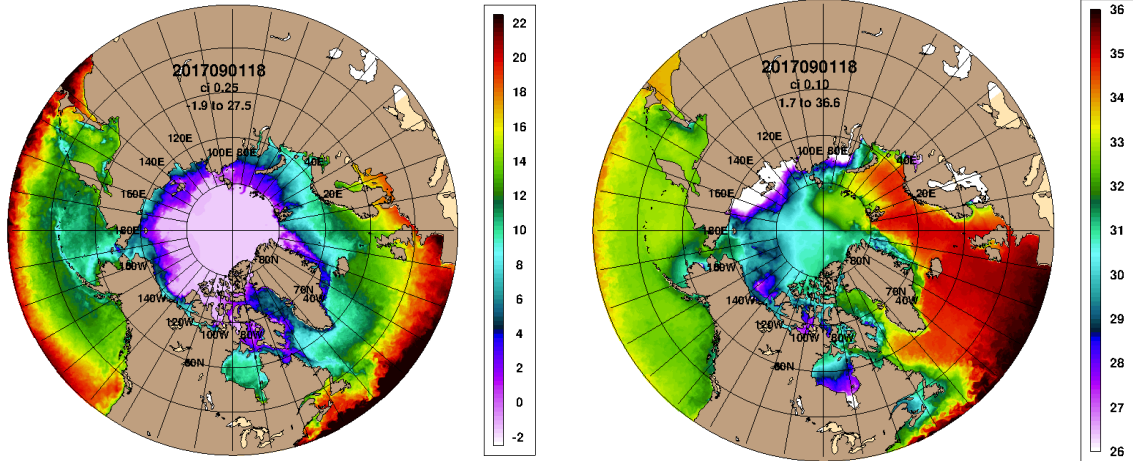 2017090118
ci 0.25
-1.9 to 27.5
120E
100E
80E
140E
40E
160E
20E
180E
160W
80N
140W
70N
40W
120W
100W
80W
60N
22
20
18
16
14
12
10
8
6
4
2
0
-2
2017090118
ci 0.10
1.7 to 36.6
120E
100E
80E
140E
40E
160E
20E
180E
160W
80N
140W
70N
40W
120W
100W
80W
60N
36
35
34
33
32
31
30
29
28
27
26